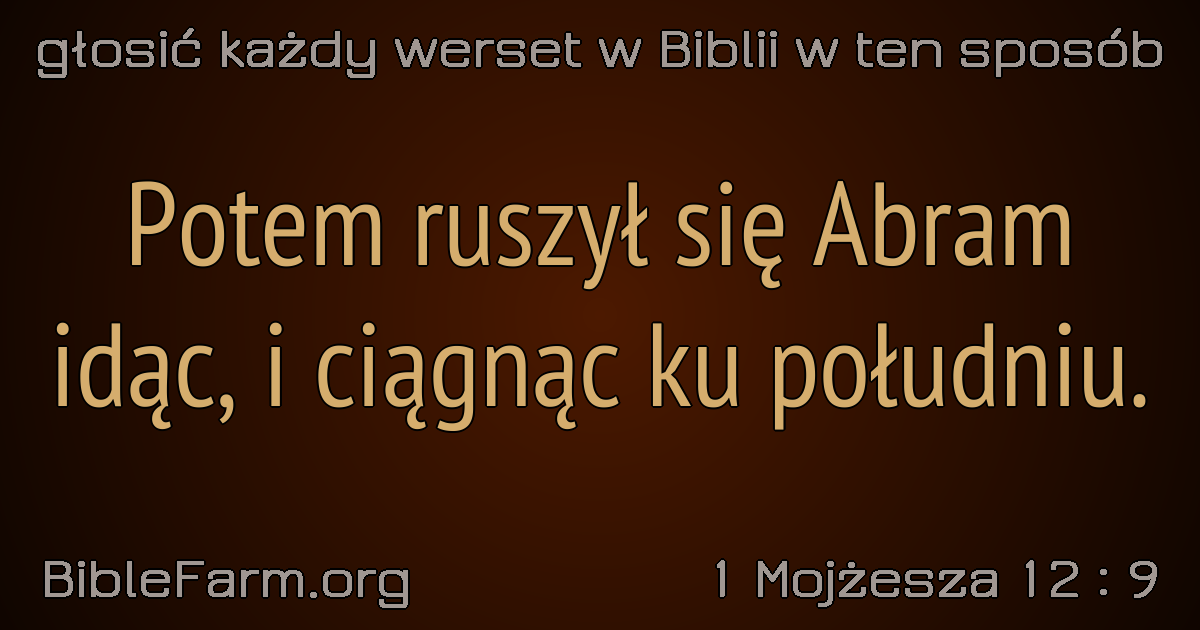 głosić każdy werset w Biblii w ten sposób
Potem ruszył się Abram
idąc, i ciągnąc ku południu.
BibleFarm.org
1 Mojżesza 12 : 9